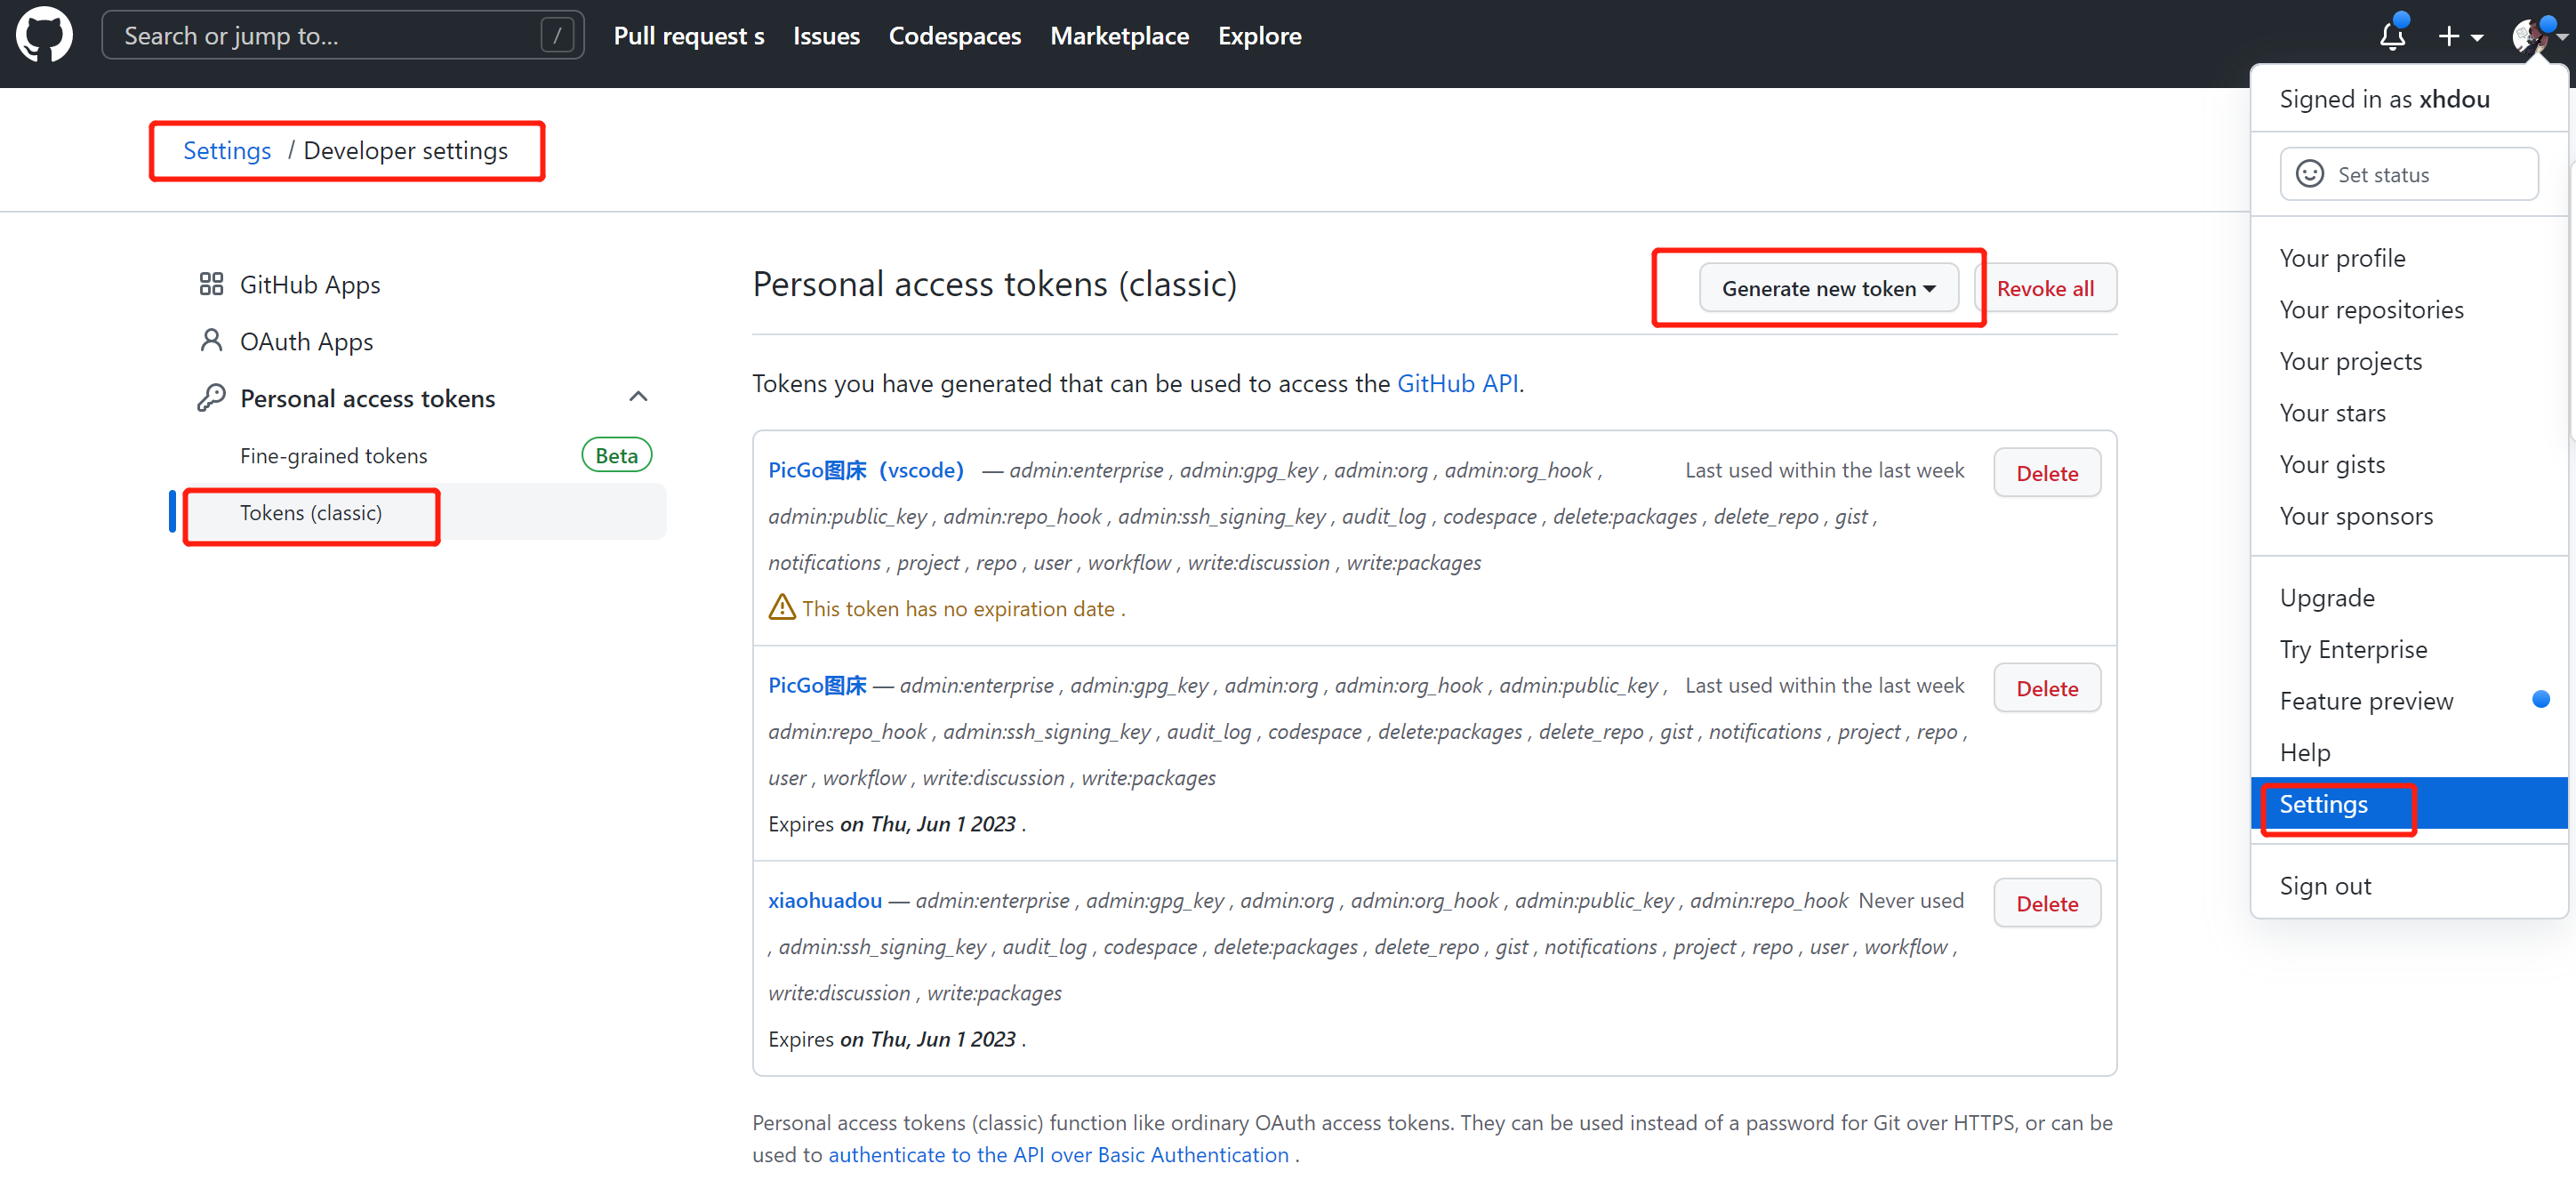 Search or jump to... /
Pull request s Issues Codespaces Marketplace Explore
Signed in as xhdou
Set status
Your profile
Your repositories
Your projects
Your stars
Your gists
Your sponsors
Upgrade
Try Enterprise
Feature preview
Help
Settings
Sign out
Settings / Developer settings
GitHub Apps
OAuth Apps
Personal access tokens
Fine-grained tokens Beta
Tokens (classic)
Personal access tokens (classic) Generate new token Revoke all
Tokens you have generated that can be used to access the GitHub API.
PicGo图床（vscode） — admin:enterprise , admin:gpg_key , admin:org , admin:org_hook , Last used within the last week Delete
admin:public_key , admin:repo_hook , admin:ssh_signing_key , audit_log , codespace , delete:packages , delete_repo , gist ,
notifications , project , repo , user , workflow , write:discussion , write:packages
This token has no expiration date .
PicGo图床 — admin:enterprise , admin:gpg_key , admin:org , admin:org_hook , admin:public_key , Last used within the last week Delete
admin:repo_hook , admin:ssh_signing_key , audit_log , codespace , delete:packages , delete_repo , gist , notifications , project , repo ,
user , workflow , write:discussion , write:packages
Expires on Thu, Jun 1 2023 .
xiaohuadou — admin:enterprise , admin:gpg_key , admin:org , admin:org_hook , admin:public_key , admin:repo_hook Never used Delete
, admin:ssh_signing_key , audit_log , codespace , delete:packages , delete_repo , gist , notifications , project , repo , user , workflow ,
write:discussion , write:packages
Expires on Thu, Jun 1 2023 .
Personal access tokens (classic) function like ordinary OAuth access tokens. They can be used instead of a password for Git over HTTPS, or can be
used to authenticate to the API over Basic Authentication .